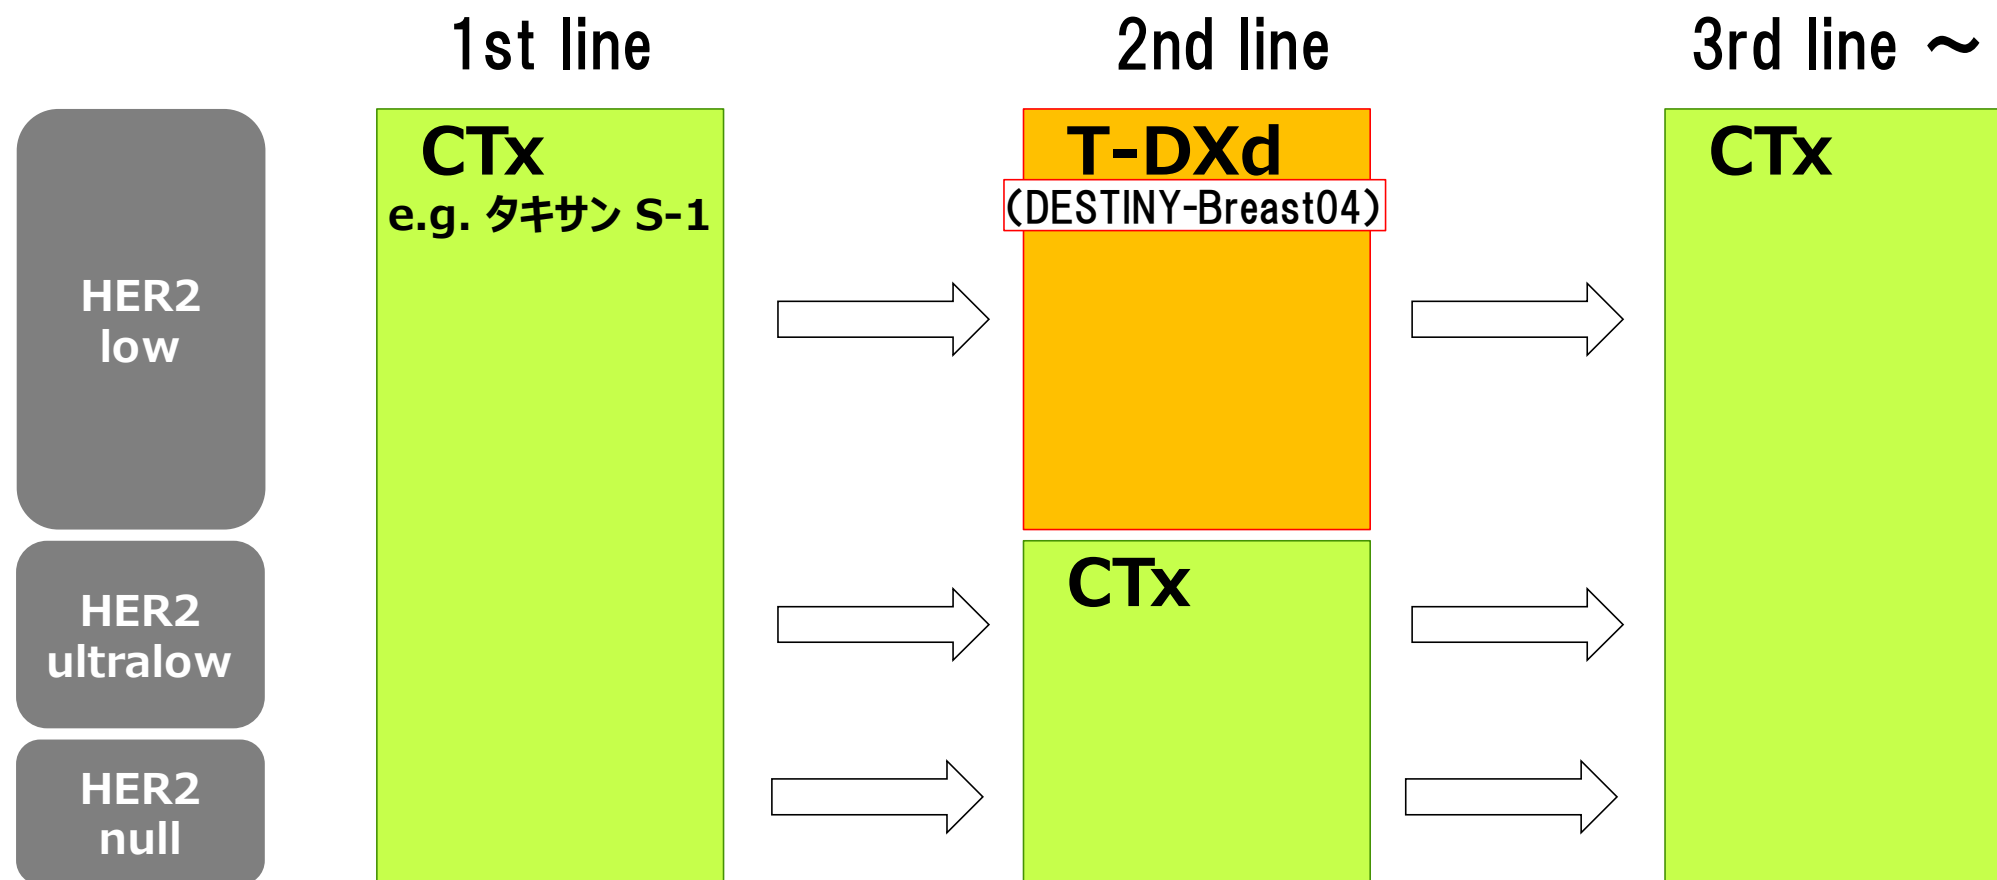 1st line
2nd line
3rd line ～
HER2
low
CTx
e.g. タキサン S-1
T-DXd
(DESTINY-Breast04)
CTx
HER2
ultralow
CTx
HER2
null